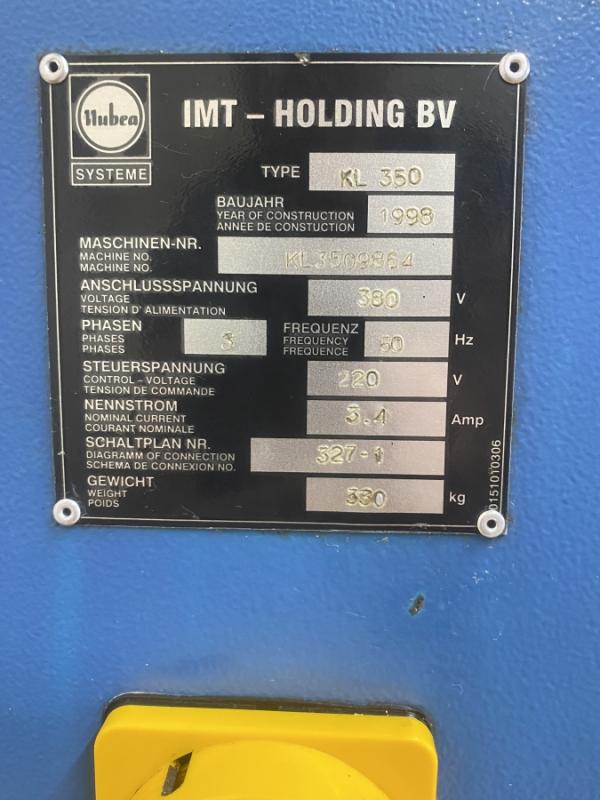 Nubea
SYSTEME
IMT – HOLDING BV
TYPE KL 350
BAUJAHR
YEAR OF CONSTRUCTION 1998
ANNEE DE CONSTUCTION
MASCHINEN-NR.
MACHINE NO. KL3509864
MACHINE NO.
ANSCHLUSSSPANNUNG
VOLTAGE 380 V
TENSION D' ALIMENTATION
PHASEN FREQUENZ
PHASES 3 FREQUENCY 50 Hz
PHASES FREQUENCE
STEUERSPANNUNG
CONTROL - VOLTAGE 220 V
TENSION DE COMMANDE
NENNSTROM
NOMINAL CURRENT 3.4 Amp
COURANT NOMINALE
SCHALTPLAN NR.
DIAGRAMM OF CONNECTION 327-1
SCHEMA DE CONNEXION NO.
GEWICHT
WEIGHT 330 kg
POIDS
0151010306